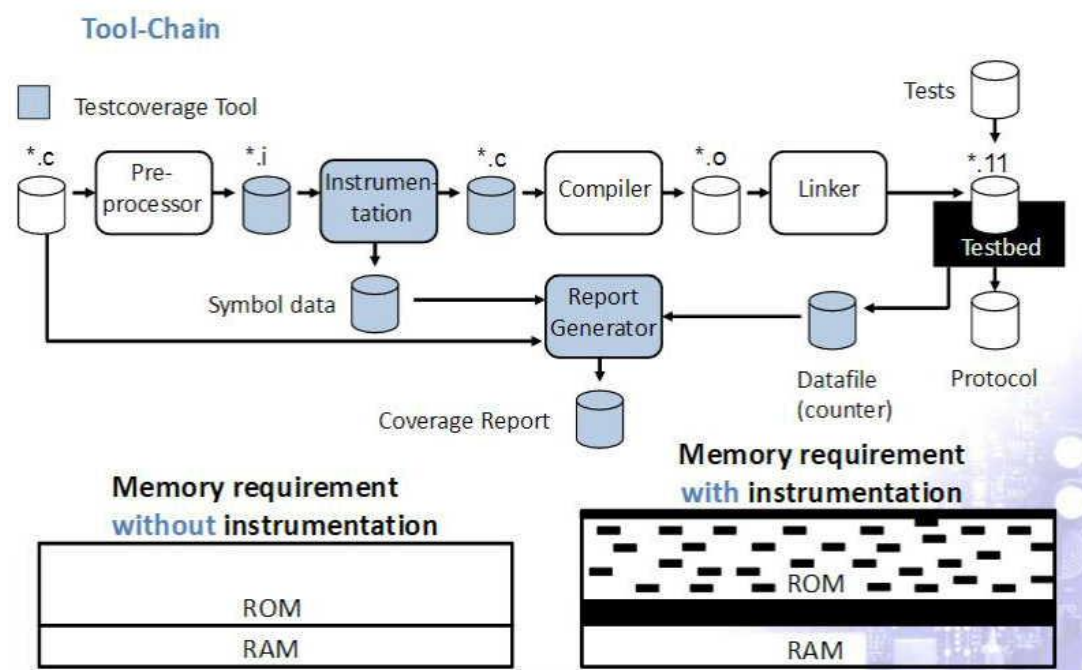 Tool-Chain
Testcoverage Tool
Tests
*.c
Pre-
processor
*.i
Instrumen-
tation
*.c
Compiler
*.o
Linker
*.11
Testbed
Symbol data
Report
Generator
Datafile
(counter)
Protocol
Coverage Report
Memory requirement
without instrumentation
ROM
RAM
Memory requirement
with instrumentation
ROM
RAM